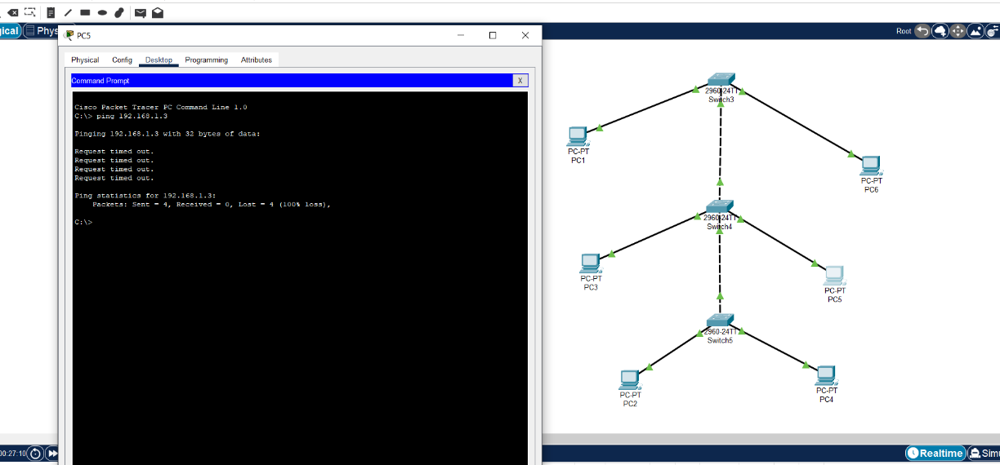 ical
Phys
Root
PC5
Physical Config Desktop Programming Attributes
Command Prompt
X
Cisco Packet Tracer PC Command Line 1.0
C:\> ping 192.168.1.3
Pinging 192.168.1.3 with 32 bytes of data:
Request timed out.
Request timed out.
Request timed out.
Request timed out.
Ping statistics for 192.168.1.3:
Packets: Sent = 4, Received = 0, Lost = 4 (100% loss),
C:\>
2960-24TT
Switch3
PC-PT
PC1
PC-PT
PC6
2960-24TT
Switch4
PC-PT
PC3
PC-PT
PC5
2960-24TT
Switch5
PC-PT
PC2
PC-PT
PC4
00:27:10
Realtime
Simu